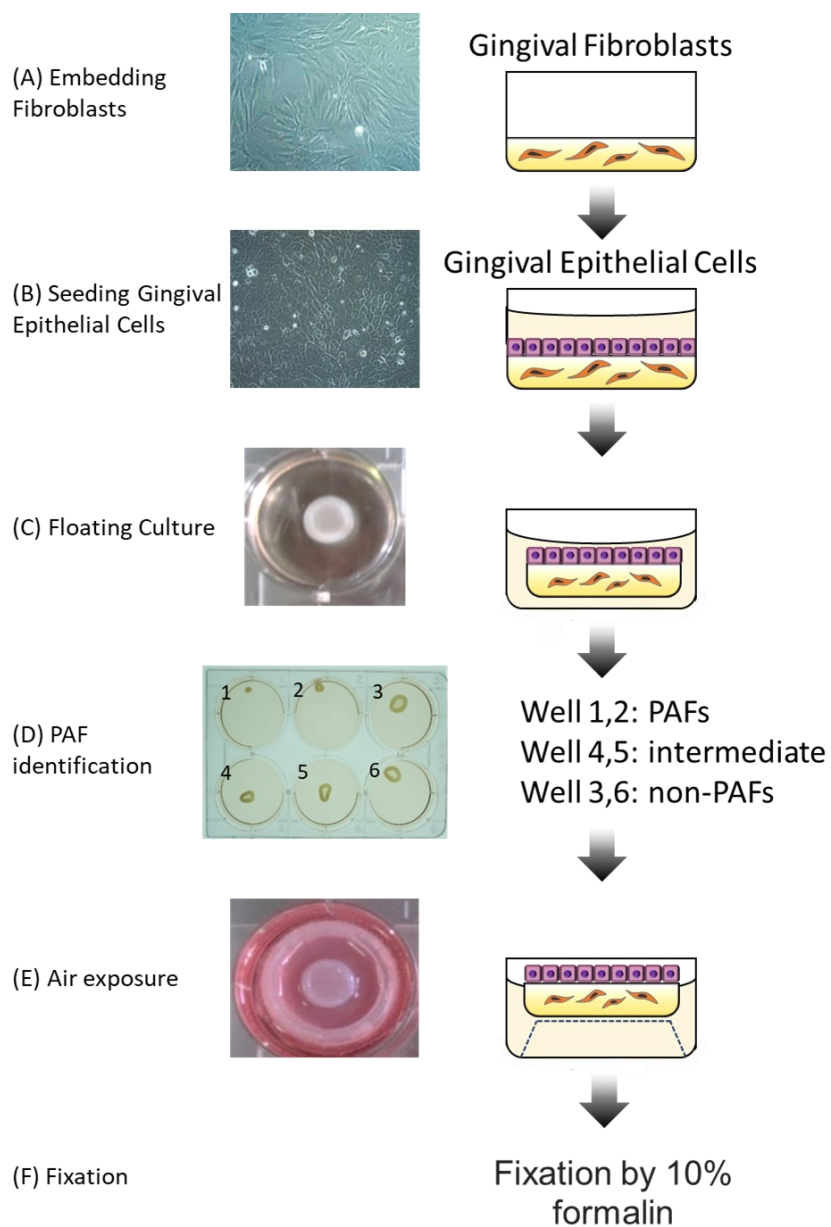 (A) Embedding
Fibroblasts
Gingival Fibroblasts
(B) Seeding Gingival
Epithelial Cells
Gingival Epithelial Cells
(C) Floating Culture
(D) PAF
identification
1
2
3
4
5
6
Well 1,2: PAFs
Well 4,5: intermediate
Well 3,6: non-PAFs
(E) Air exposure
(F) Fixation
Fixation by 10%
formalin